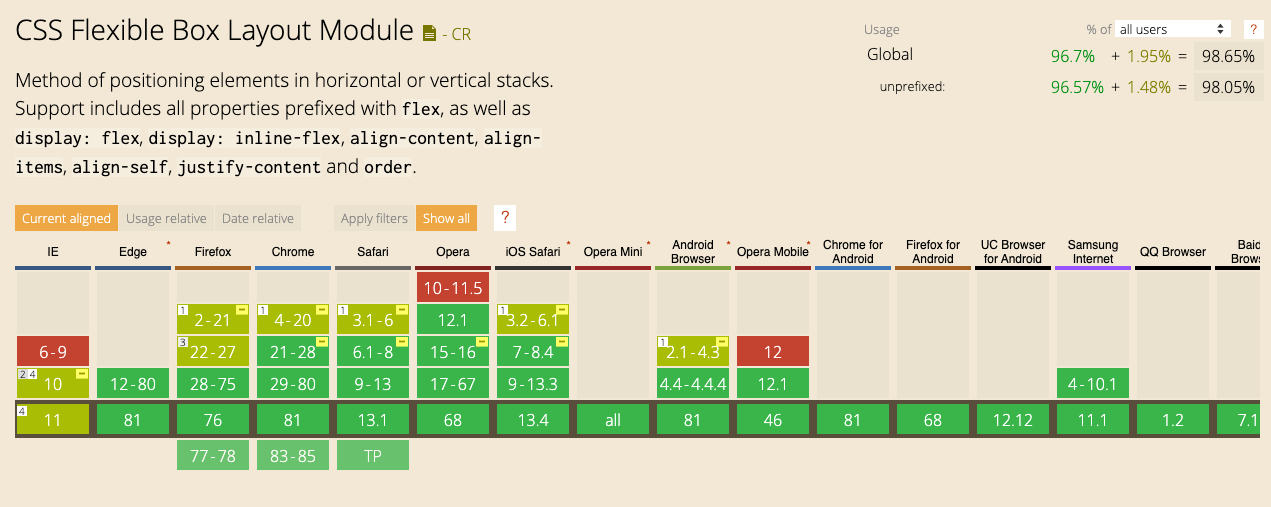 CSS Flexible Box Layout Module - CR
Usage % of all users ?
Global 96.7% + 1.95% = 98.65%
unprefixed: 96.57% + 1.48% = 98.05%
Method of positioning elements in horizontal or vertical stacks.
Support includes all properties prefixed with flex, as well as
display: flex, display: inline-flex, align-content, align-
items, align-self, justify-content and order.
Current aligned Usage relative Date relative Apply filters Show all ?
IE Edge * Firefox Chrome Safari Opera iOS Safari * Opera Mini * Android Browser * Opera Mobile * Chrome for Android Firefox for Android UC Browser for Android Samsung Internet QQ Browser Baid Brows
10-11.5
1 2-21 1 4-20 1 3.1-6 12.1 1 3.2-6.1
6-9 3 22-27 21-28 6.1-8 15-16 7-8.4 1 2.1-4.3 12
2 4 10 12-80 28-75 29-80 9-13 17-67 9-13.3 4.4-4.4.4 12.1 4-10.1
4 11 81 76 81 13.1 68 13.4 all 81 46 81 68 12.12 11.1 1.2 7.1
77-78 83-85 TP